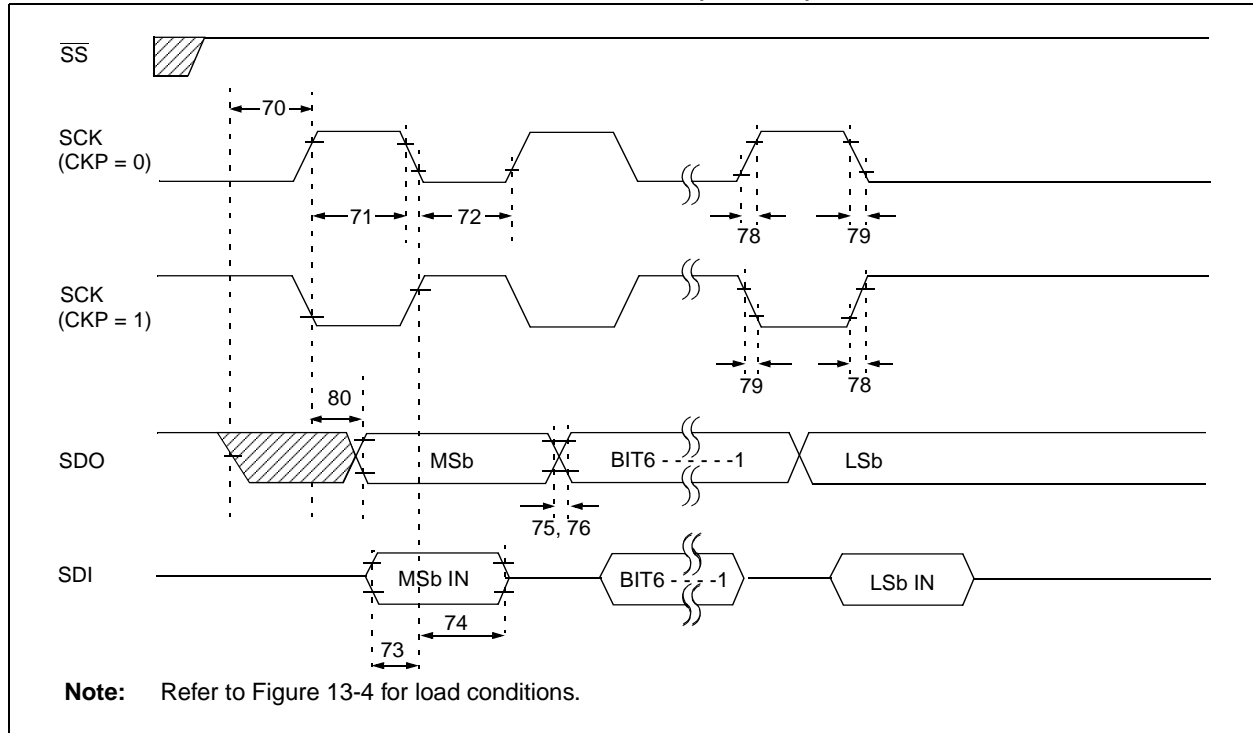 SS
70
SCK
(CKP = 0)
71
72
78
79
SCK
(CKP = 1)
79
78
80
SDO
MSb
BIT6 - - - - - -1
LSb
75, 76
SDI
MSb IN
BIT6 - - - - -1
LSb IN
74
73
Note: Refer to Figure 13-4 for load conditions.